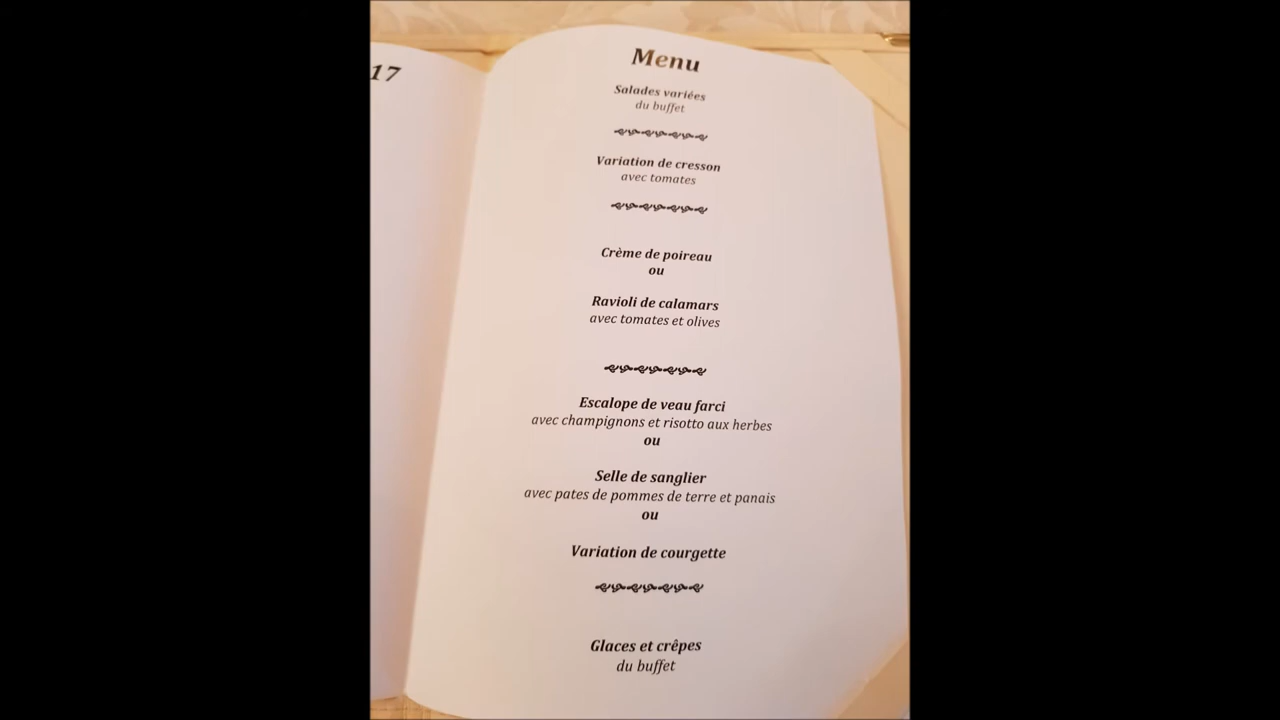 17
Menu
Salades variées
du buffet
Variation de cresson
avec tomates
Crème de poireau
ou
Ravioli de calamars
avec tomates et olives
Escalope de veau farci
avec champignons et risotto aux herbes
ou
Selle de sanglier
avec pates de pommes de terre et panais
ou
Variation de courgette
Glaces et crêpes
du buffet